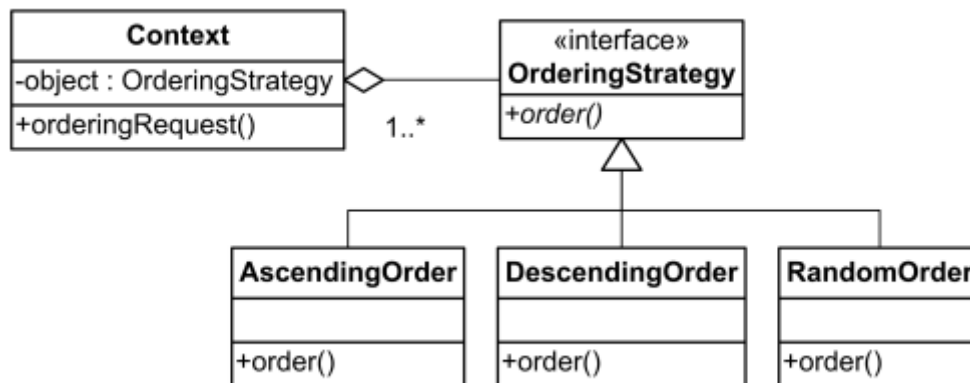 Context
-object : OrderingStrategy
+orderingRequest()
1..*
«interface»
OrderingStrategy
+order()
AscendingOrder
+order()
DescendingOrder
+order()
RandomOrder
+order()